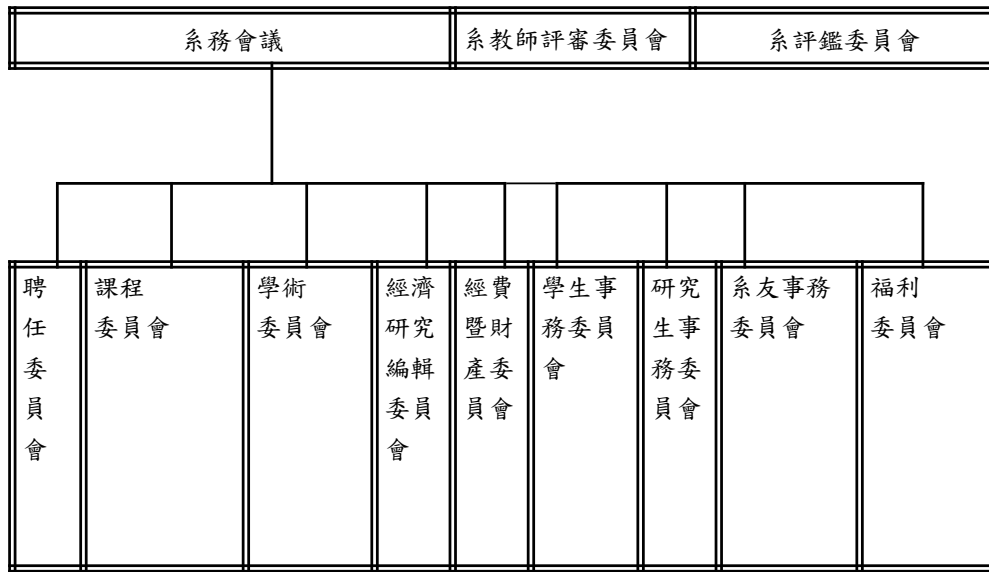 系務會議
系教師評審委員會
系評鑑委員會
聘
任
委
員
會
課程
委員會
學術
委員會
經濟
研究
編輯
委員
會
經費
暨財
產委
員會
學生事
務委員
會
研究
生事
務委
員會
系友事務
委員會
福利
委員會